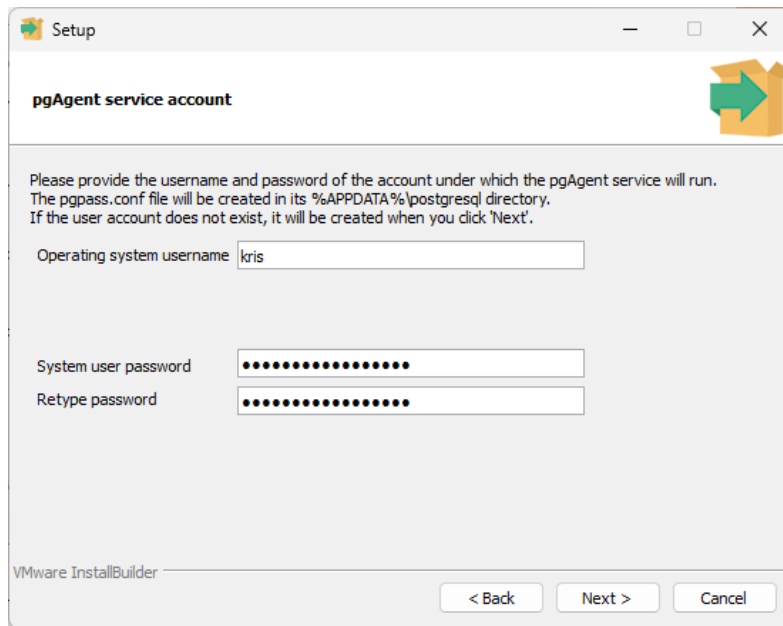 Setup
pgAgent service account
Please provide the username and password of the account under which the pgAgent service will run.
The pgpass.conf file will be created in its %APPDATA%\postgresql directory.
If the user account does not exist, it will be created when you click 'Next'.
Operating system username kris
System user password •••••••••••••••••
Retype password •••••••••••••••••
VMware InstallBuilder
< Back Next > Cancel